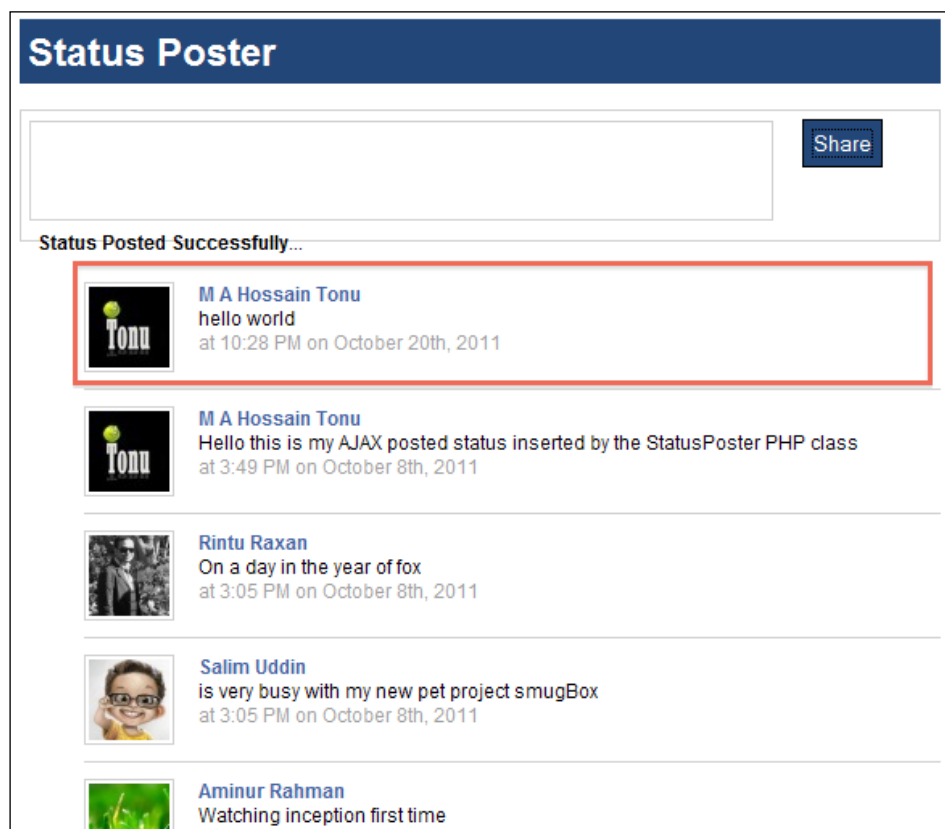 Status Poster
Share
Status Posted Successfully...
Tonu
M A Hossain Tonu
hello world
at 10:28 PM on October 20th, 2011
Tonu
M A Hossain Tonu
Hello this is my AJAX posted status inserted by the StatusPoster PHP class
at 3:49 PM on October 8th, 2011
Rintu Raxan
On a day in the year of fox
at 3:05 PM on October 8th, 2011
Salim Uddin
is very busy with my new pet project smugBox
at 3:05 PM on October 8th, 2011
Aminur Rahman
Watching inception first time